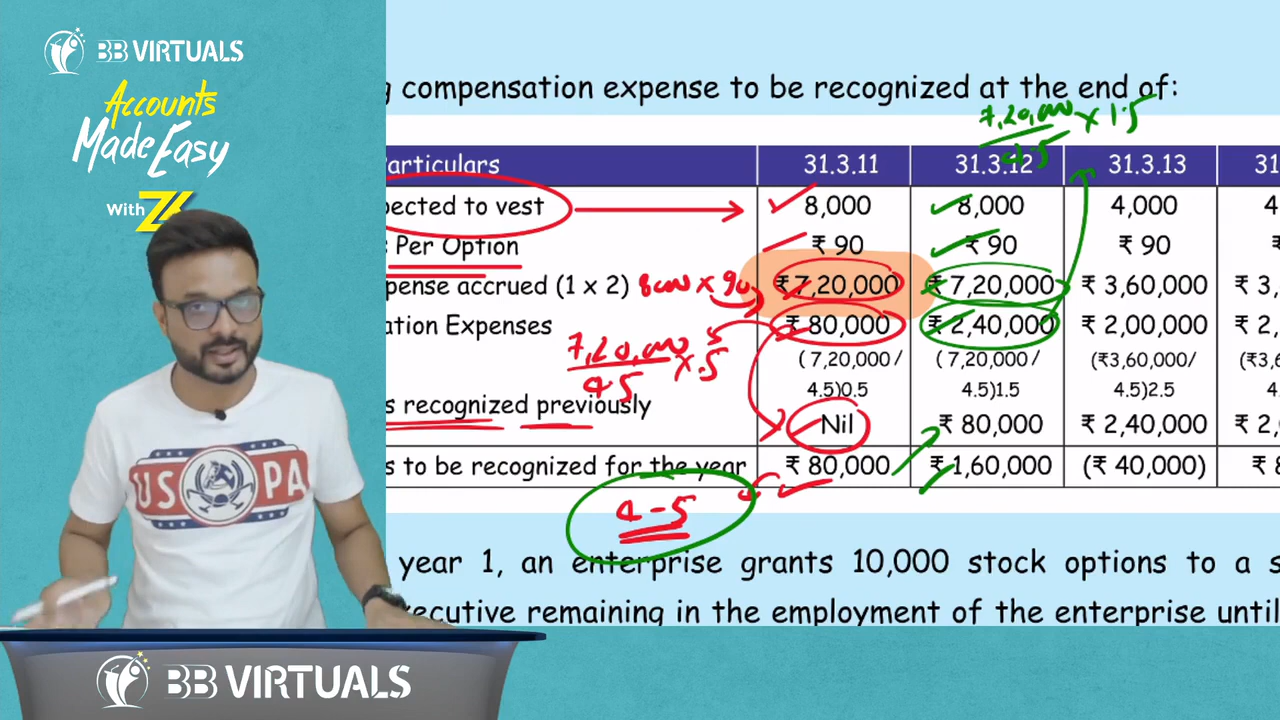 BB VIRTUALS
Accounts
Made Easy
With
g compensation expense to be recognized at the end of:
7,20,000 x 1.5
4.5
articulars 31.3.11 31.3.12 31.3.13 31
pected to vest 8,000 8,000 4,000 4
Per Option ₹ 90 ₹ 90 ₹ 90 ₹
pense accrued (1 x 2) 8000 x 90 ₹ 7,20,000 ₹ 7,20,000 ₹ 3,60,000 ₹ 3,
ation Expenses ₹ 80,000 ₹ 2,40,000 ₹ 2,00,000 ₹ 2,
7,20,000 x .5
4.5
(7,20,000/ (7,20,000/ (₹3,60,000/ (₹3,6
4.5)0.5 4.5)1.5 4.5)2.5 4.
s recognized previously Nil ₹ 80,000 ₹ 2,40,000 ₹ 2,
s to be recognized for the year ₹ 80,000 ₹ 1,60,000 (₹ 40,000) ₹ 8
4-5
USPA
year 1, an enterprise grants 10,000 stock options to a s
ecutive remaining in the employment of the enterprise until
BB VIRTUALS